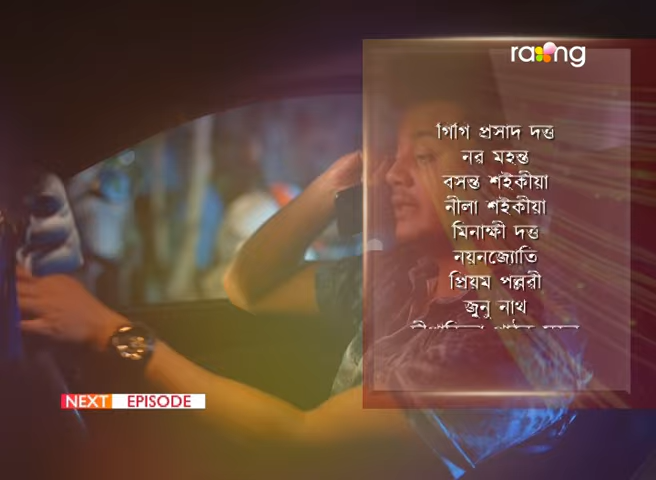 rang
গিগি প্ৰসাদ দত্ত
নৱ মহন্ত
বসন্ত শইকীয়া
নীলা শইকীয়া
মিনাক্ষী দত্ত
নয়নজ্যোতি
প্ৰিয়ম পল্লৱী
জুনু নাথ
NEXT EPISODE